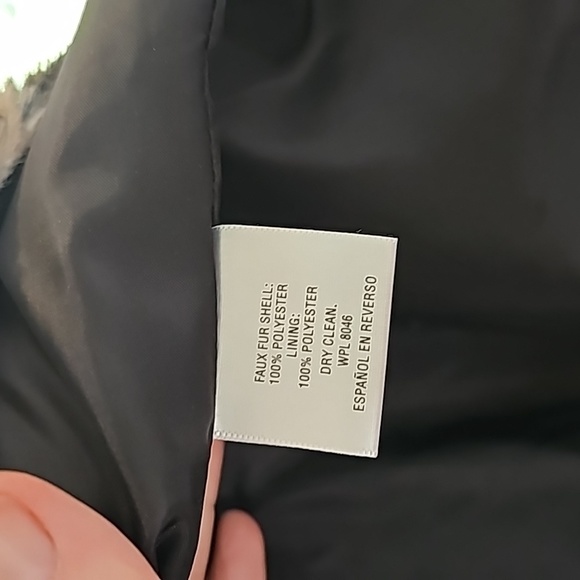 FAUX FUR SHELL:
100% POLYESTER
LINING:
100% POLYESTER
DRY CLEAN.
WPL 8046
ESPAÑOL EN REVERSO